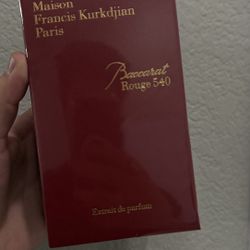 Maison
Francis Kurkdjian
Paris
Baccarat
Rouge 540
Extrait de parfum